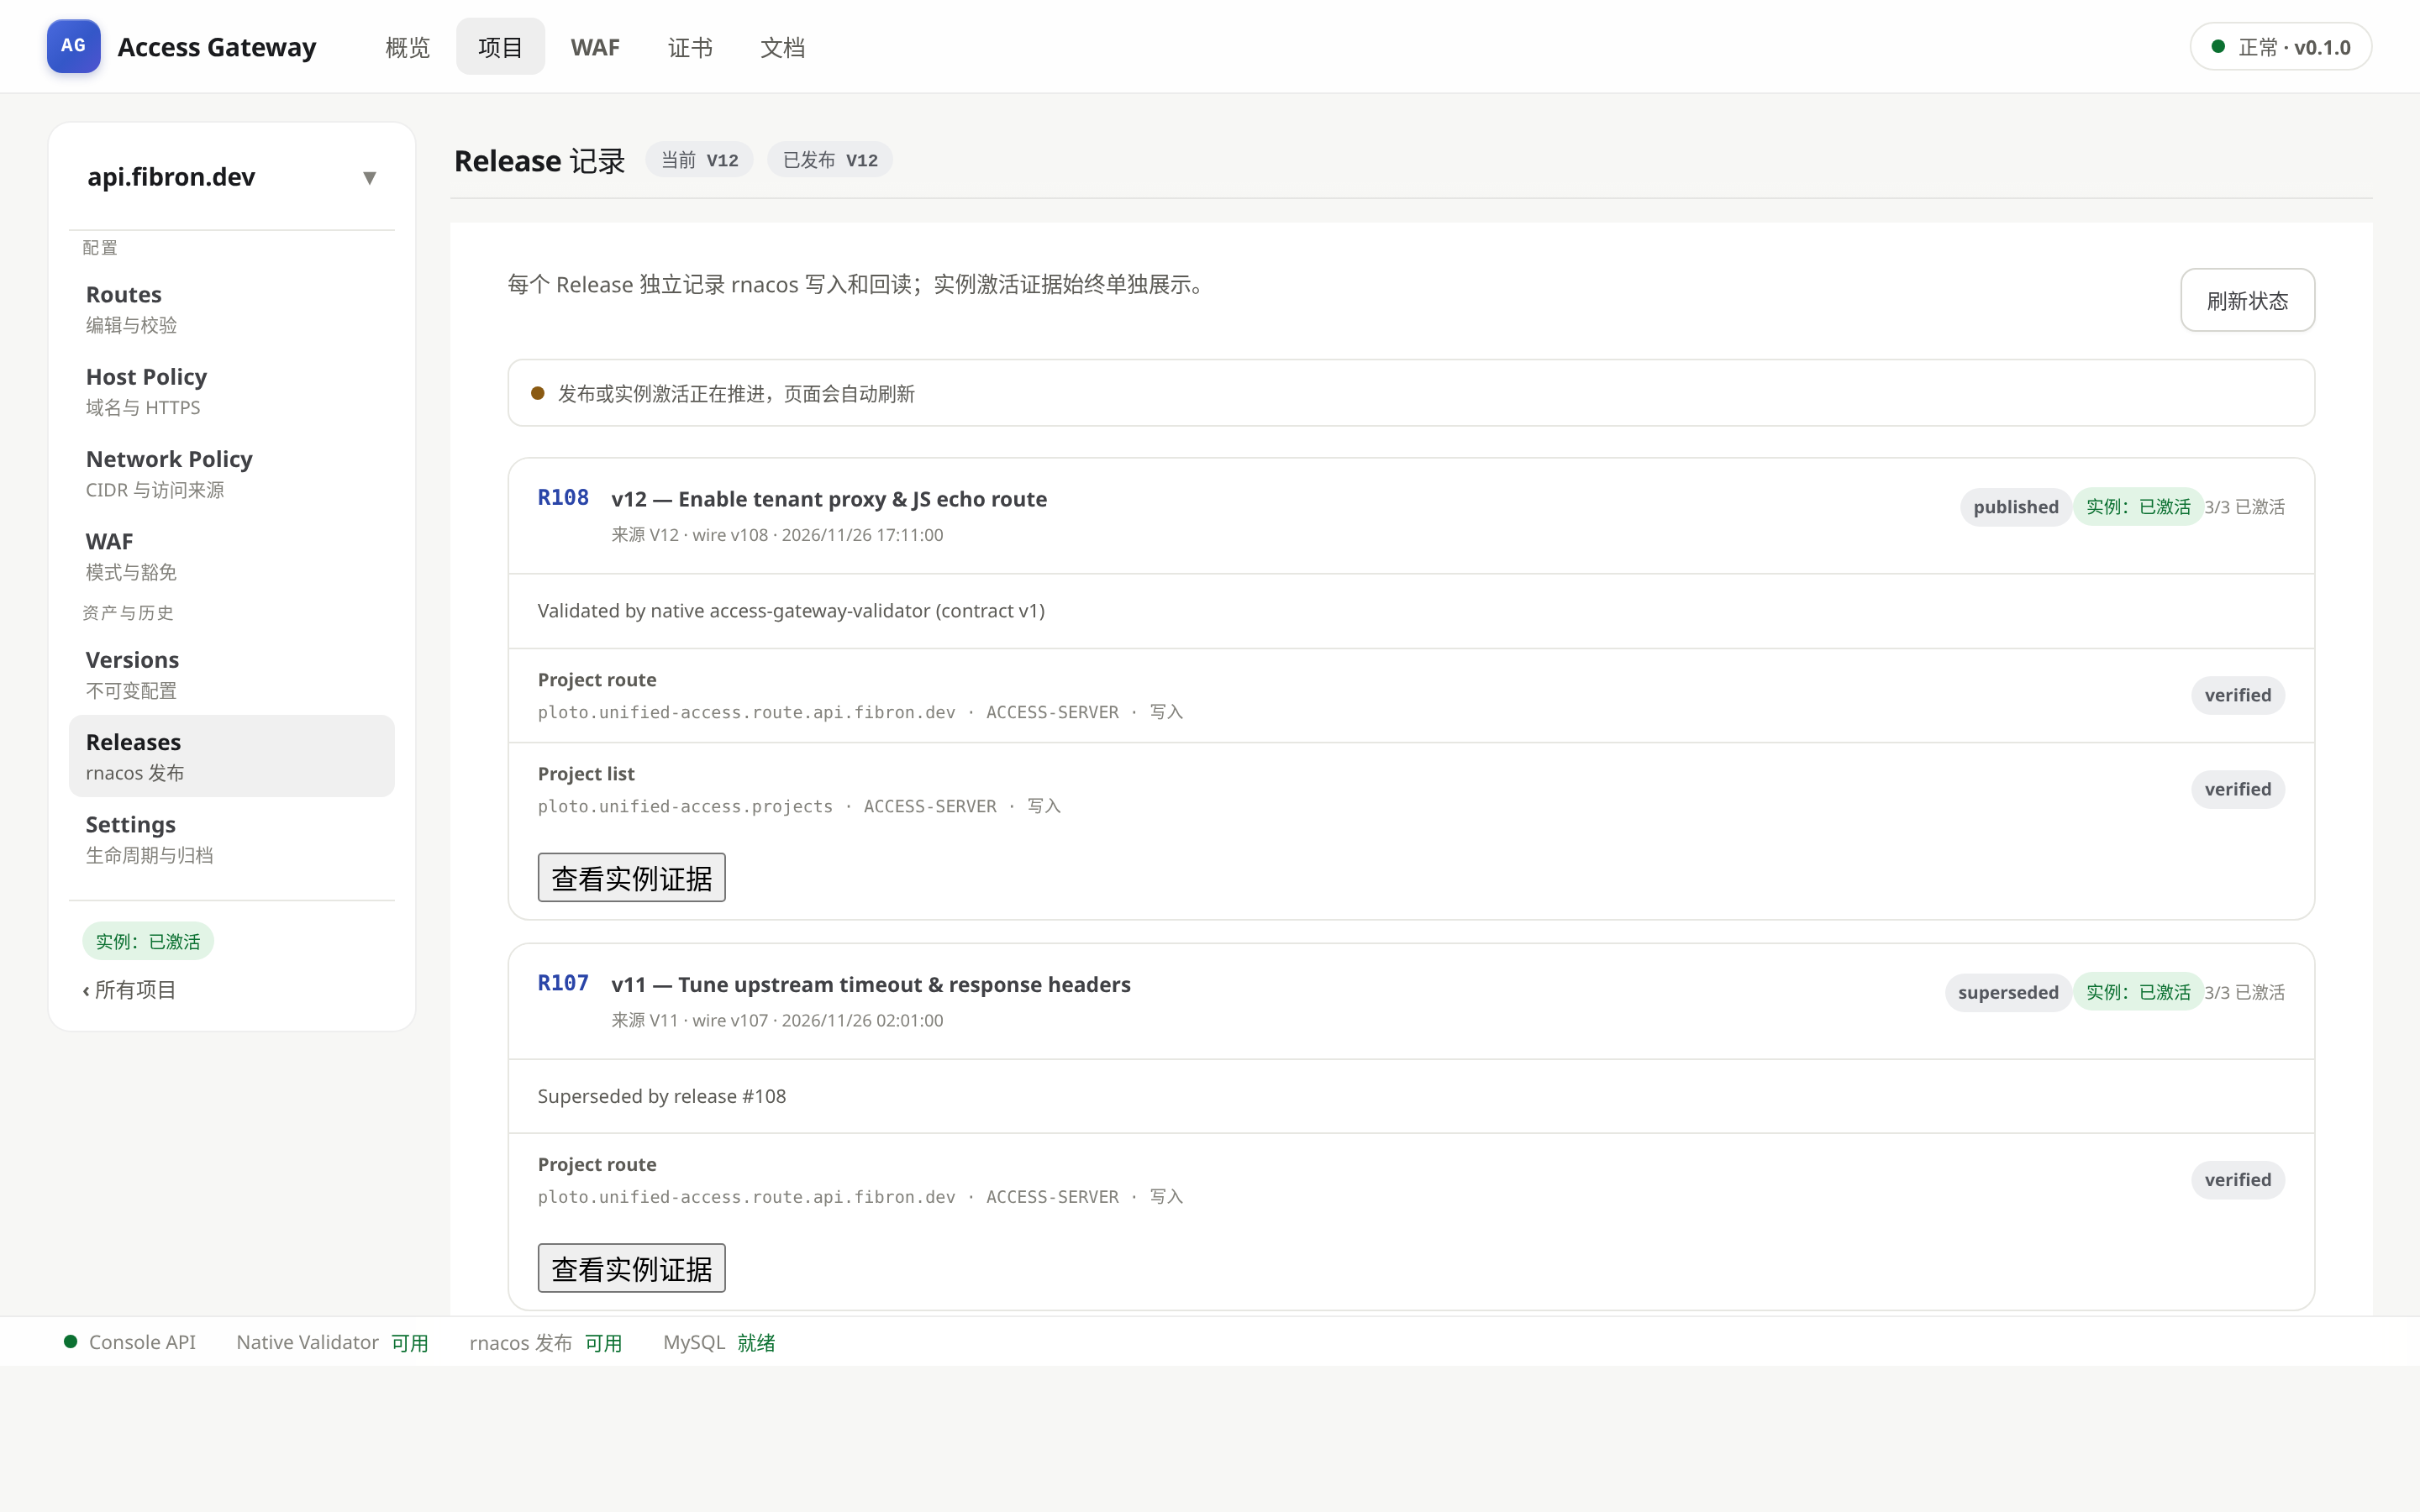 AG Access Gateway 概览 项目 WAF 证书 文档 正常 · v0.1.0
api.fibron.dev ▼
配置
Routes
编辑与校验
Host Policy
域名与 HTTPS
Network Policy
CIDR 与访问来源
WAF
模式与豁免
资产与历史
Versions
不可变配置
Releases
rnacos 发布
Settings
生命周期与归档
实例：已激活
‹ 所有项目
Release 记录 当前 V12 已发布 V12
每个 Release 独立记录 rnacos 写入和回读；实例激活证据始终单独展示。
刷新状态
发布或实例激活正在推进，页面会自动刷新
R108 v12 — Enable tenant proxy & JS echo route published 实例：已激活 3/3 已激活
来源 V12 · wire v108 · 2026/11/26 17:11:00
Validated by native access-gateway-validator (contract v1)
Project route
ploto.unified-access.route.api.fibron.dev · ACCESS-SERVER · 写入
verified
Project list
ploto.unified-access.projects · ACCESS-SERVER · 写入
verified
查看实例证据
R107 v11 — Tune upstream timeout & response headers superseded 实例：已激活 3/3 已激活
来源 V11 · wire v107 · 2026/11/26 02:01:00
Superseded by release #108
Project route
ploto.unified-access.route.api.fibron.dev · ACCESS-SERVER · 写入
verified
查看实例证据
Console API Native Validator 可用 rnacos 发布 可用 MySQL 就绪